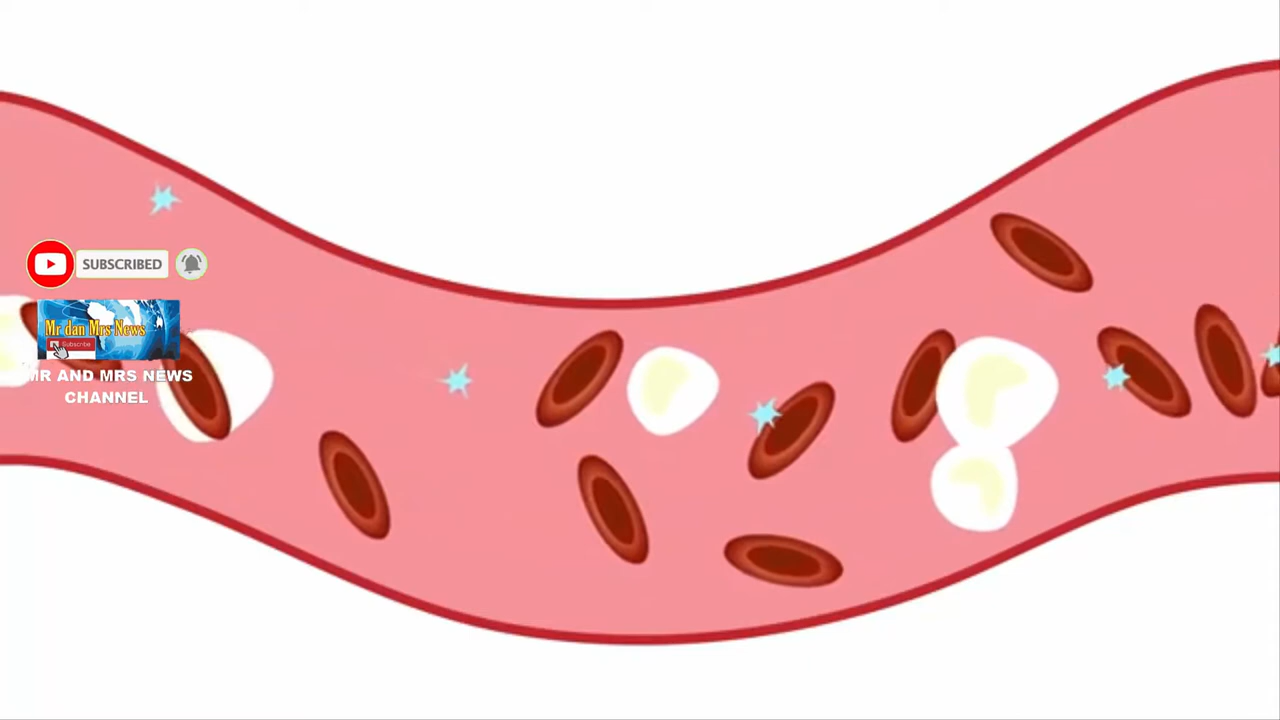 SUBSCRIBED
Mr dan Mrs News
Subscribe
MR AND MRS NEWS
CHANNEL